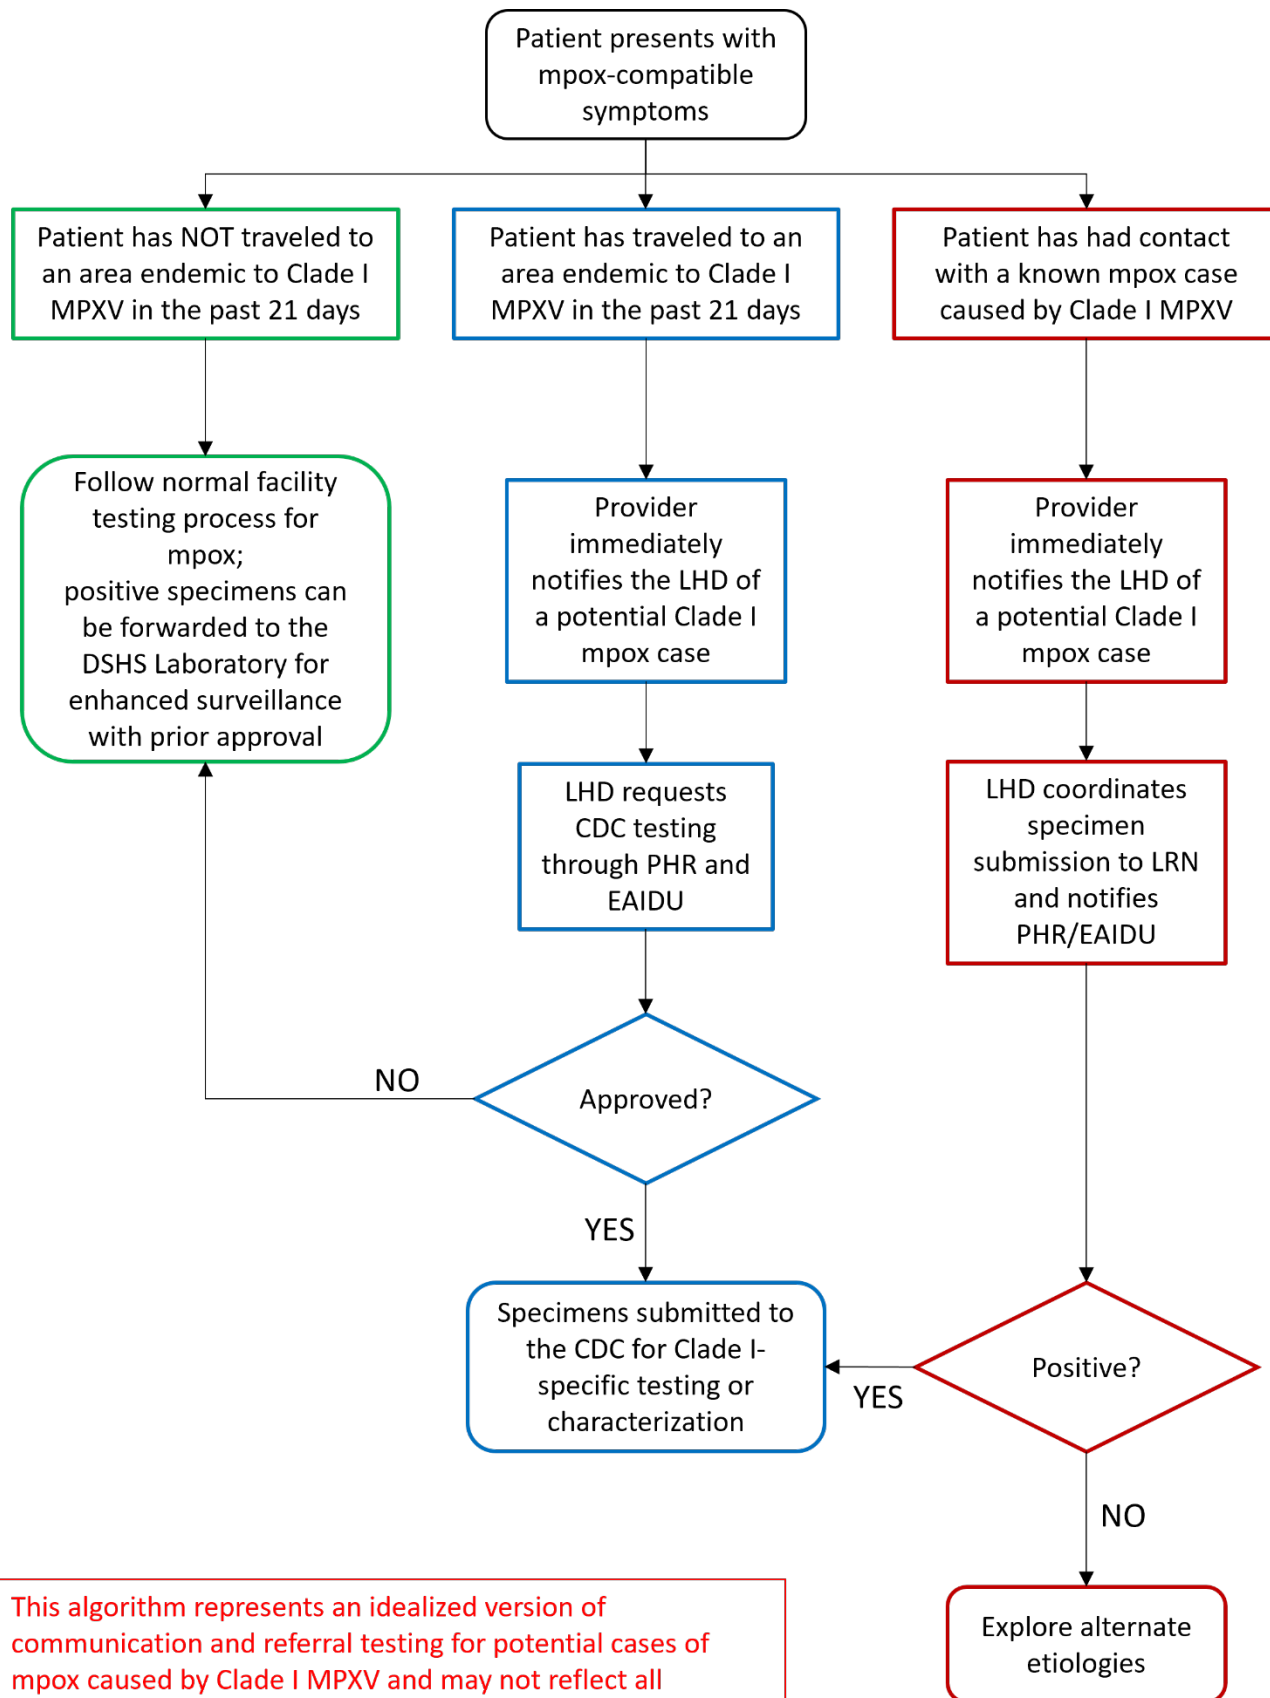 Patient presents with
mpox-compatible
symptoms
Patient has NOT traveled to
an area endemic to Clade I
MPXV in the past 21 days
Patient has traveled to an
area endemic to Clade I
MPXV in the past 21 days
Patient has had contact
with a known mpox case
caused by Clade I MPXV
Follow normal facility
testing process for
mpox;
positive specimens can
be forwarded to the
DSHS Laboratory for
enhanced surveillance
with prior approval
Provider
immediately
notifies the LHD of
a potential Clade I
mpox case
Provider
immediately
notifies the LHD of
a potential Clade I
mpox case
LHD requests
CDC testing
through PHR and
EAIDU
LHD coordinates
specimen
submission to LRN
and notifies
PHR/EAIDU
NO
Approved?
YES
Specimens submitted to
the CDC for Clade I-
specific testing or
characterization
YES
Positive?
NO
Explore alternate
etiologies
This algorithm represents an idealized version of
communication and referral testing for potential cases of
mpox caused by Clade I MPXV and may not reflect all